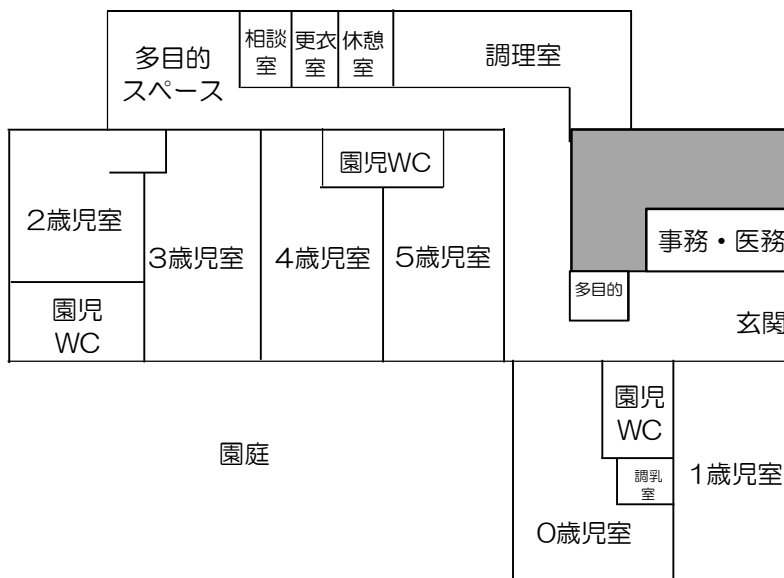 多目的
スペース
相談
室
更衣
室
休憩
室
調理室
園児WC
2歳児室
3歳児室
4歳児室
5歳児室
事務・医務
多目的
園児
WC
玄関
園庭
園児
WC
調乳
室
1歳児室
0歳児室